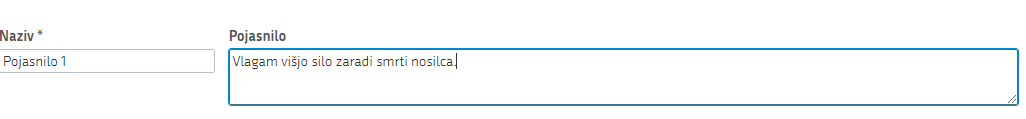 Naziv * Pojasnilo
Pojasnilo 1 Vlagam višjo silo zaradi smrti nosilca.